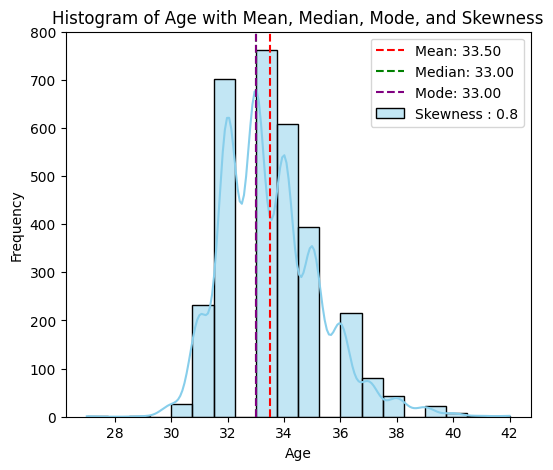 Histogram of Age with Mean, Median, Mode, and Skewness
Mean: 33.50
Median: 33.00
Mode: 33.00
Skewness : 0.8
800
700
600
500
400
300
200
100
0
Frequency
28 30 32 34 36 38 40 42
Age